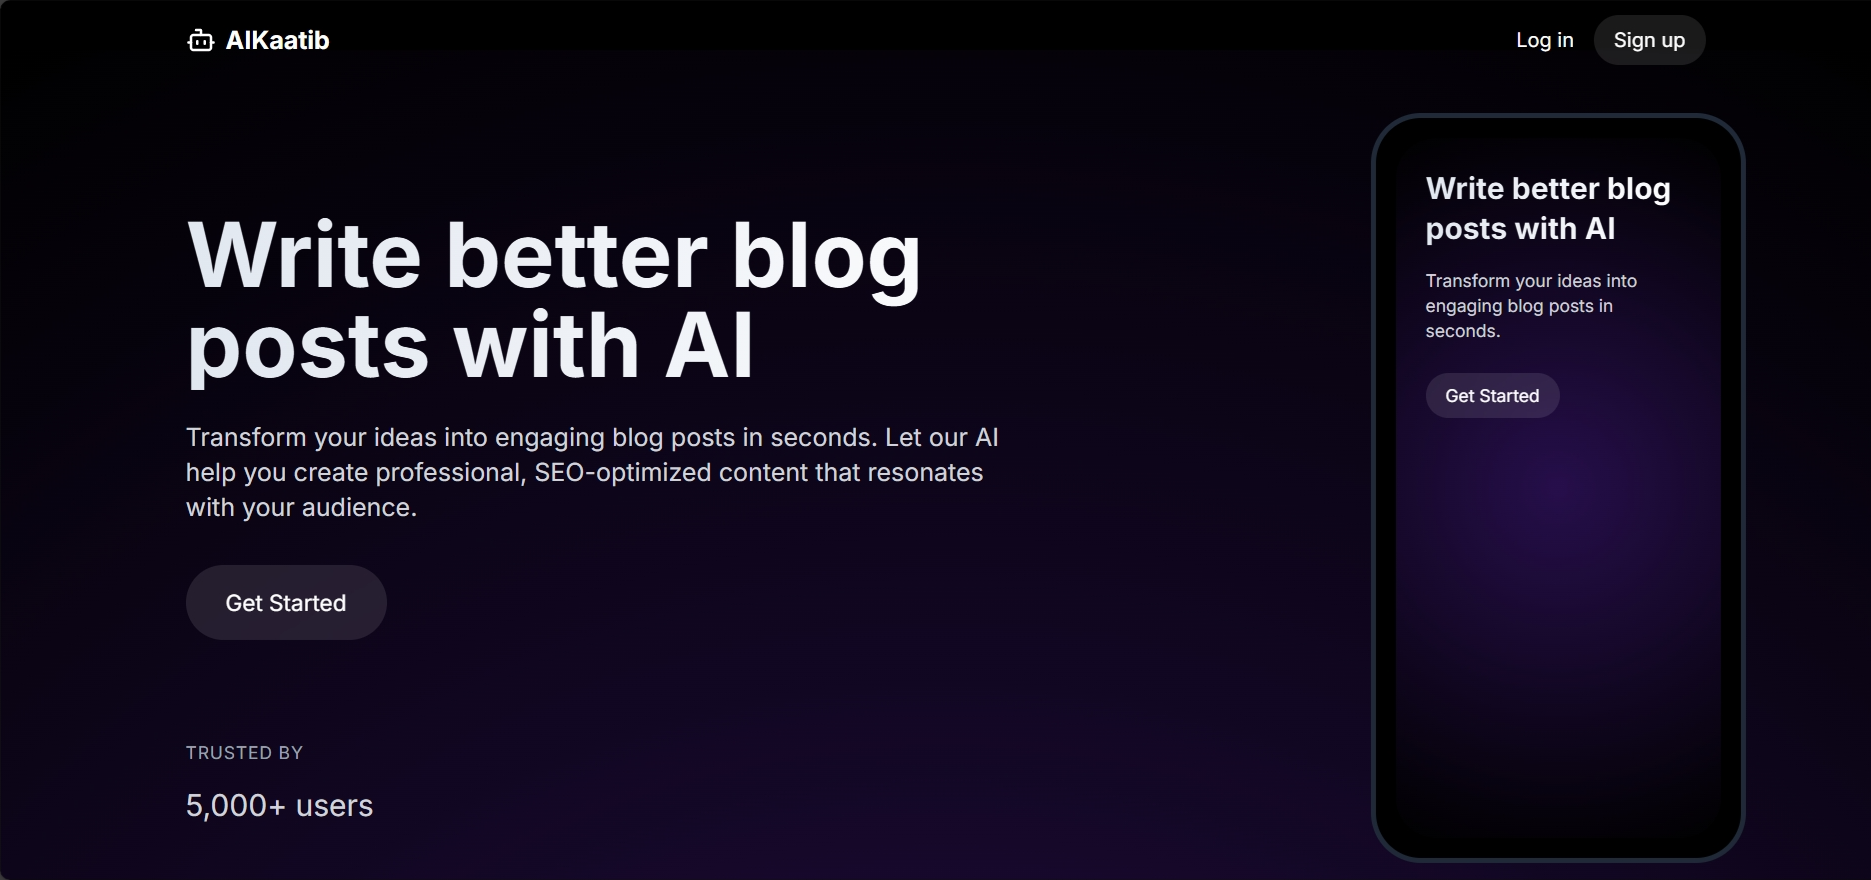 AIKaatib
Log in
Sign up
Write better blog
posts with AI
Transform your ideas into engaging blog posts in seconds. Let our AI
help you create professional, SEO-optimized content that resonates
with your audience.
Get Started
TRUSTED BY
5,000+ users
Write better blog
posts with AI
Transform your ideas into
engaging blog posts in
seconds.
Get Started